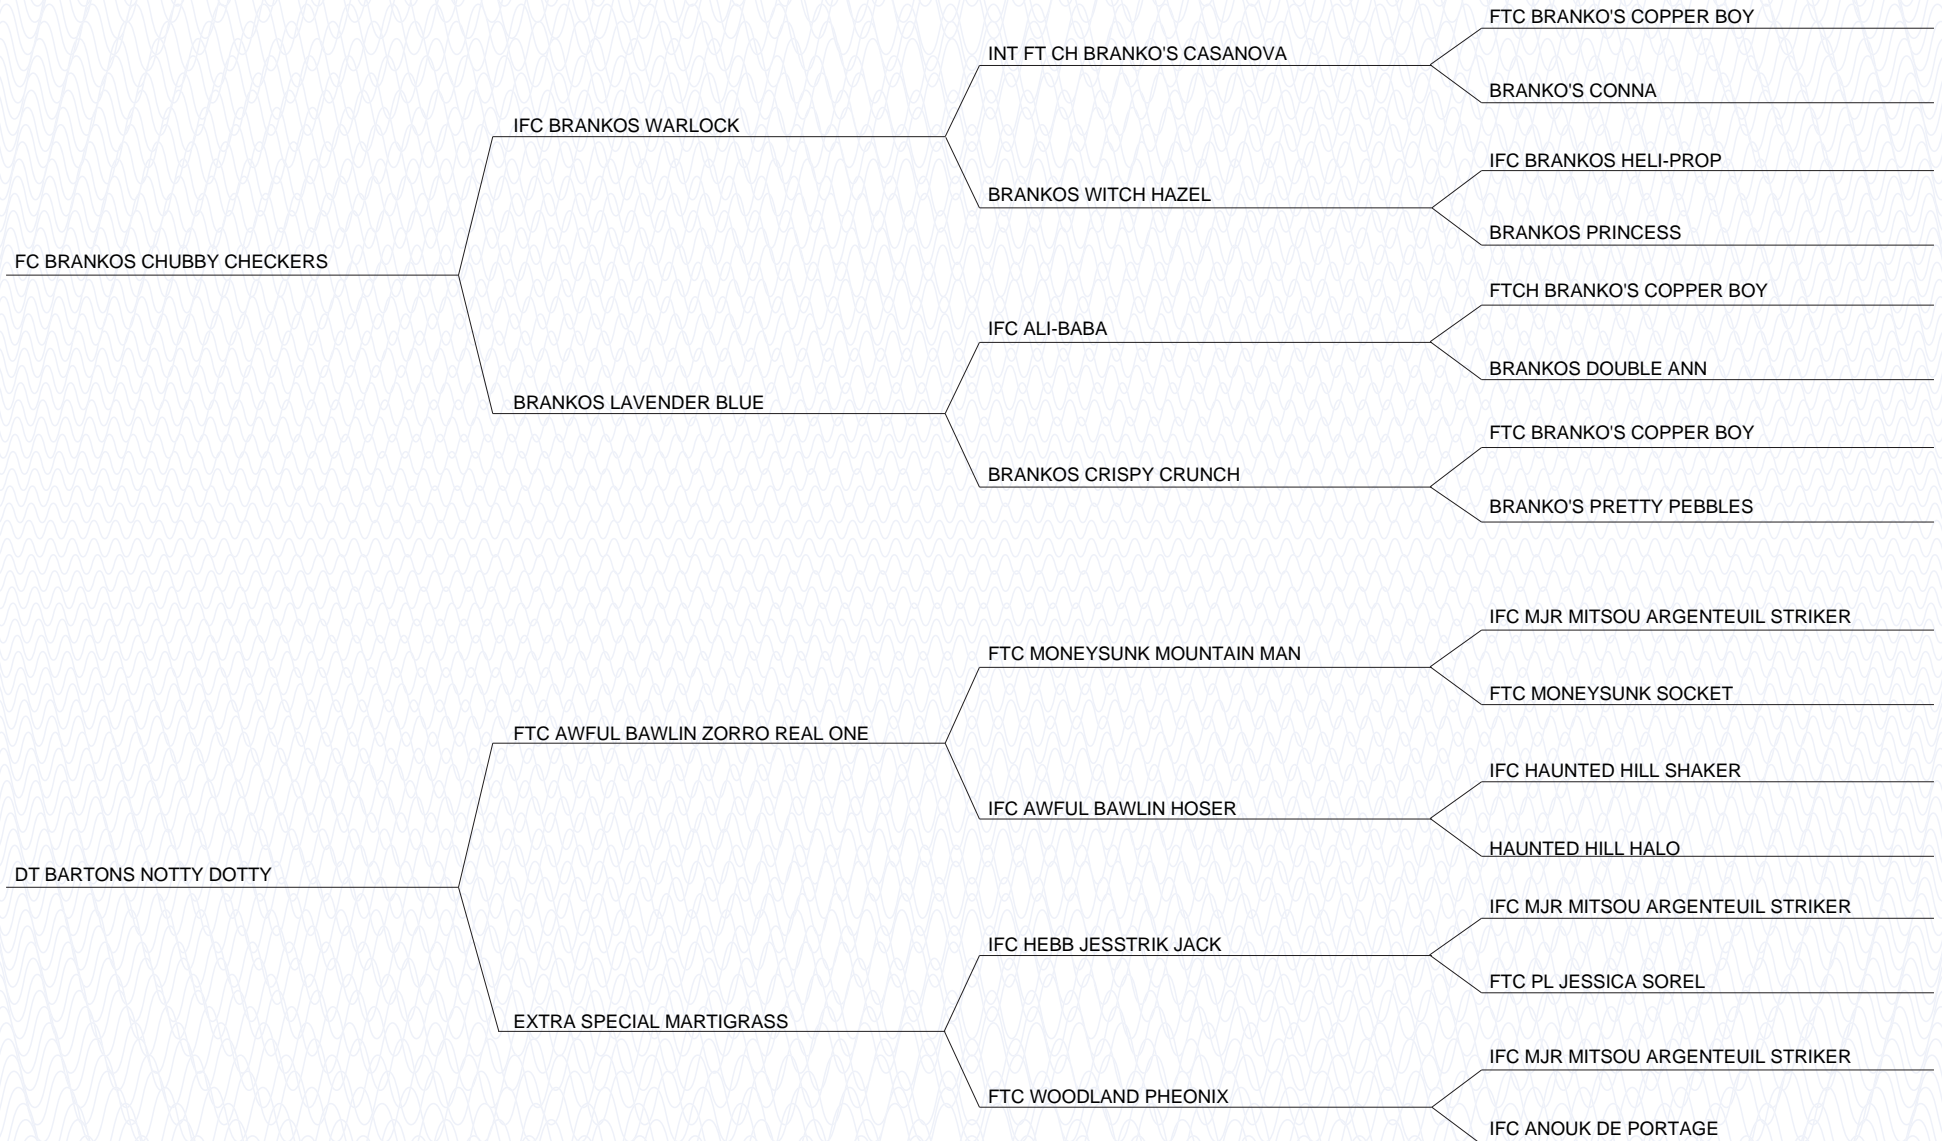 FTC BRANKO'S COPPER BOY
INT FT CH BRANKO'S CASANOVA
BRANKO'S CONNA
IFC BRANKOS WARLOCK
IFC BRANKOS HELI-PROP
BRANKOS WITCH HAZEL
BRANKOS PRINCESS
FC BRANKOS CHUBBY CHECKERS
FTCH BRANKO'S COPPER BOY
IFC ALI-BABA
BRANKOS DOUBLE ANN
BRANKOS LAVENDER BLUE
FTC BRANKO'S COPPER BOY
BRANKOS CRISPY CRUNCH
BRANKO'S PRETTY PEBBLES
IFC MJR MITSOU ARGENTEUIL STRIKER
FTC MONEYSUNK MOUNTAIN MAN
FTC MONEYSUNK SOCKET
FTC AWFUL BAWLIN ZORRO REAL ONE
IFC HAUNTED HILL SHAKER
IFC AWFUL BAWLIN HOSER
HAUNTED HILL HALO
DT BARTONS NOTTY DOTTY
IFC MJR MITSOU ARGENTEUIL STRIKER
IFC HEBB JESSTRIK JACK
FTC PL JESSICA SOREL
EXTRA SPECIAL MARTIGRASS
IFC MJR MITSOU ARGENTEUIL STRIKER
FTC WOODLAND PHEONIX
IFC ANOUK DE PORTAGE